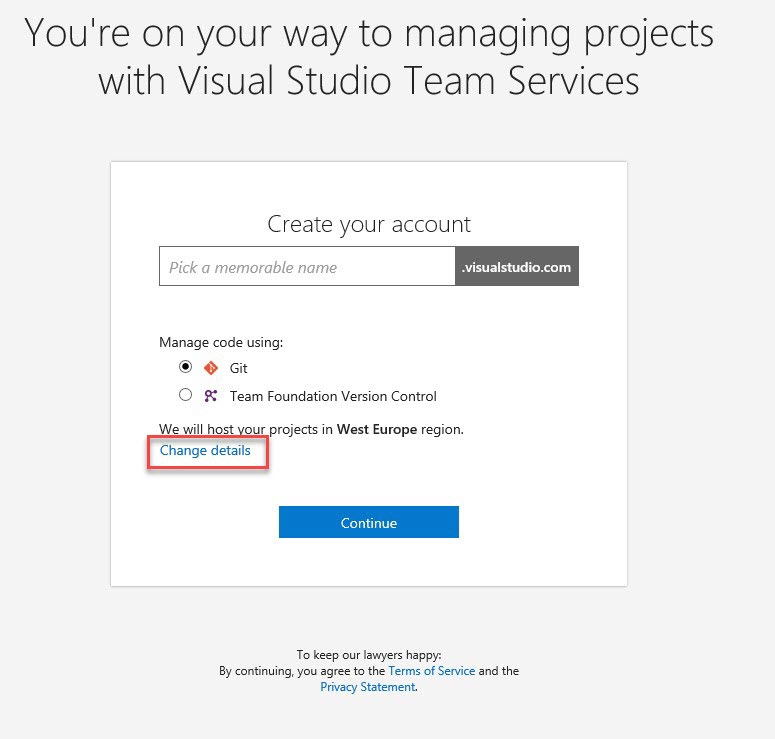 You're on your way to managing projects
with Visual Studio Team Services
Create your account
Pick a memorable name
.visualstudio.com
Manage code using:
Git
Team Foundation Version Control
We will host your projects in West Europe region.
Change details
Continue
To keep our lawyers happy:
By continuing, you agree to the Terms of Service and the
Privacy Statement.